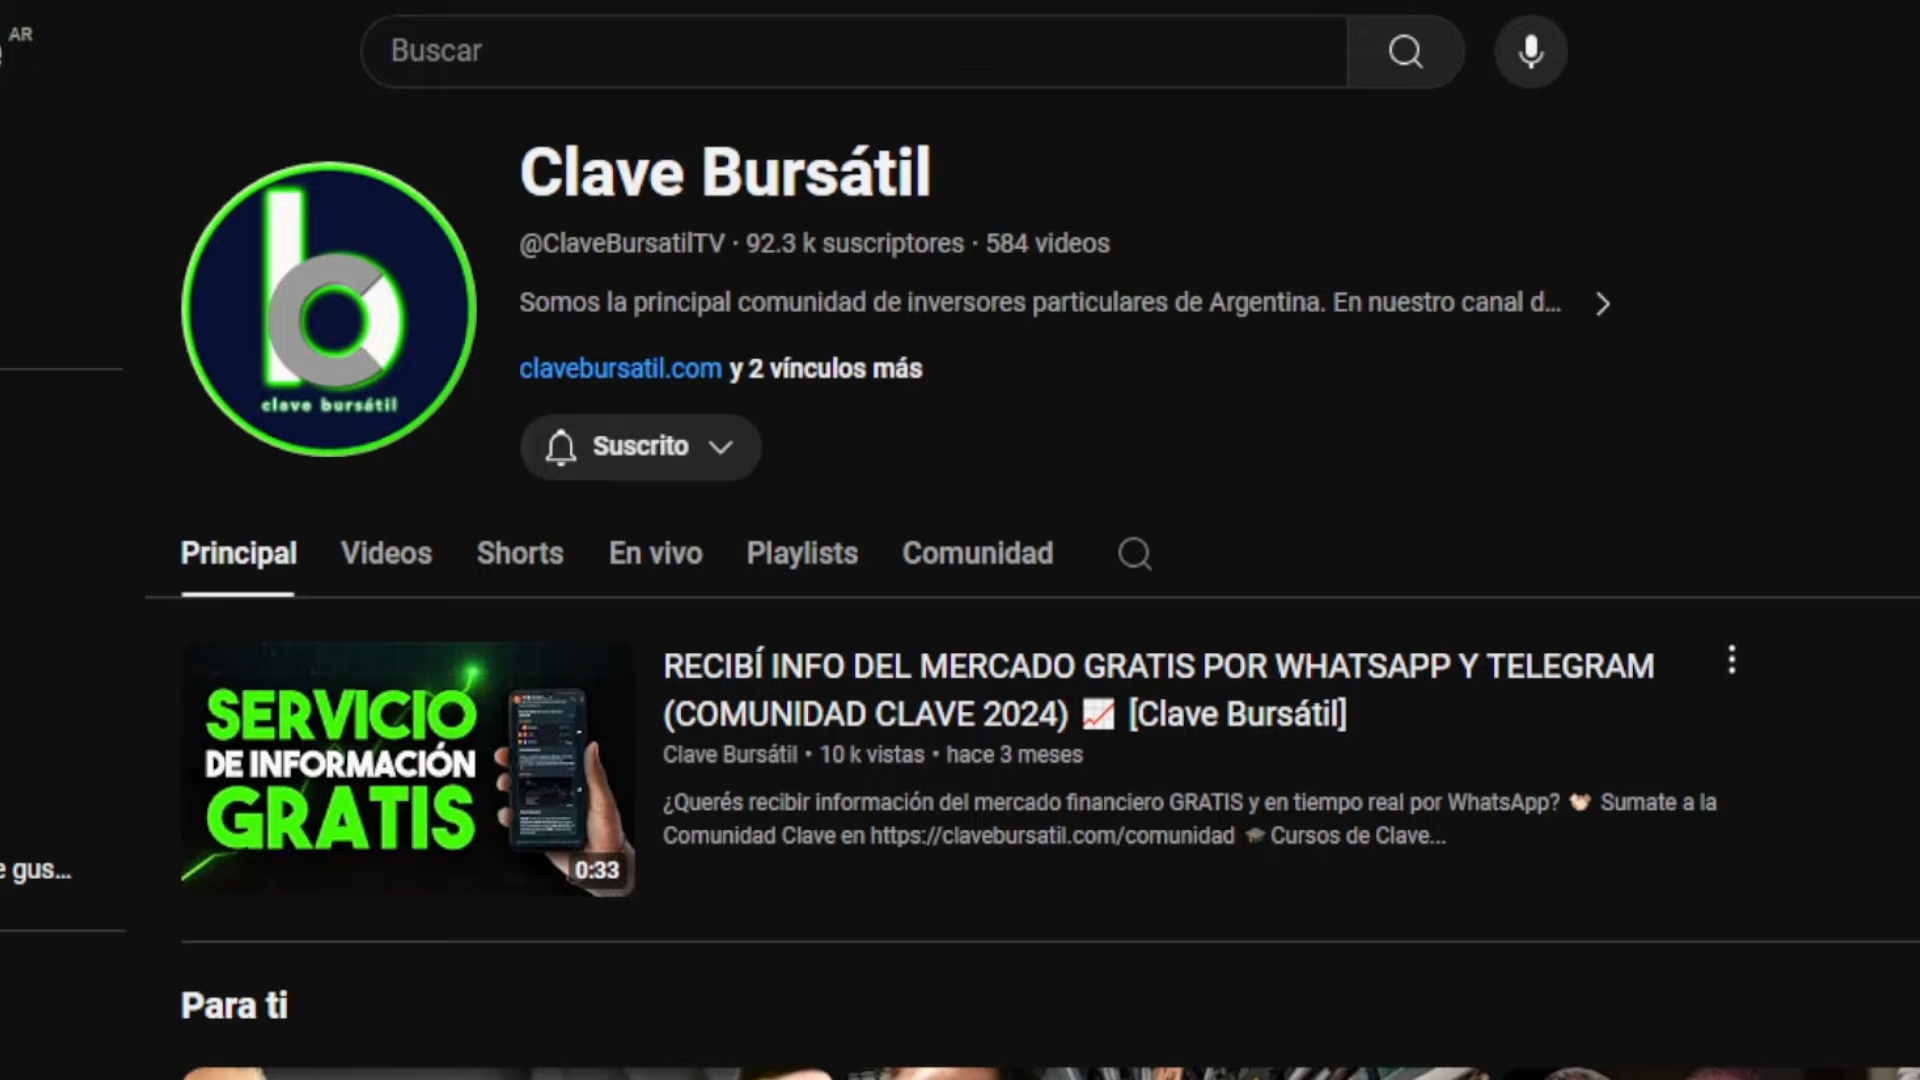 AR
Buscar
Clave Bursátil
@ClaveBursatilTV · 92.3 k suscriptores · 584 videos
Somos la principal comunidad de inversores particulares de Argentina. En nuestro canal d...
clavebursatil.com y 2 vínculos más
clave bursátil
Suscrito
Principal Videos Shorts En vivo Playlists Comunidad
SERVICIO
DE INFORMACIÓN
GRATIS
0:33
RECIBÍ INFO DEL MERCADO GRATIS POR WHATSAPP Y TELEGRAM
(COMUNIDAD CLAVE 2024) 📈 [Clave Bursátil]
Clave Bursátil • 10 k vistas • hace 3 meses
¿Querés recibir información del mercado financiero GRATIS y en tiempo real por WhatsApp? Sumate a la
Comunidad Clave en https://clavebursatil.com/comunidad 🎓 Cursos de Clave...
e gus...
Para ti